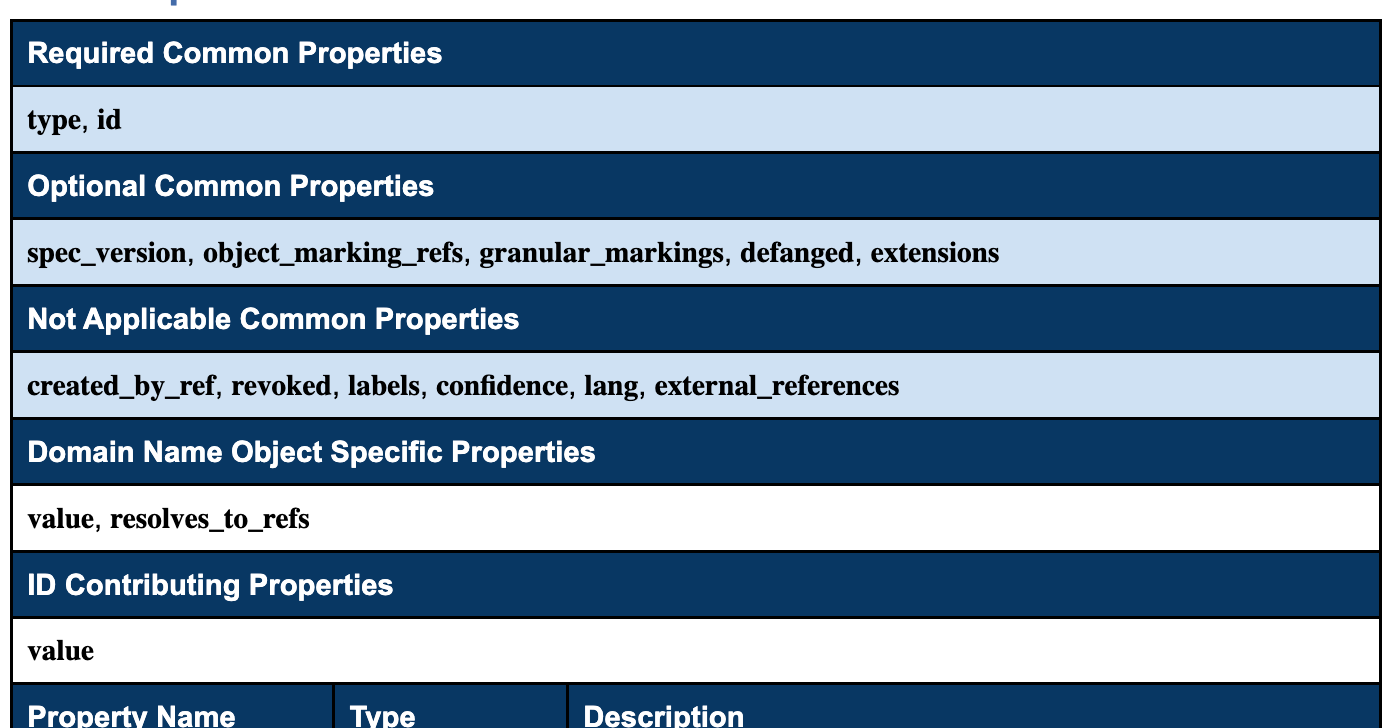 Required Common Properties
type, id
Optional Common Properties
spec_version, object_marking_refs, granular_markings, defanged, extensions
Not Applicable Common Properties
created_by_ref, revoked, labels, confidence, lang, external_references
Domain Name Object Specific Properties
value, resolves_to_refs
ID Contributing Properties
value
Property Name Type Description